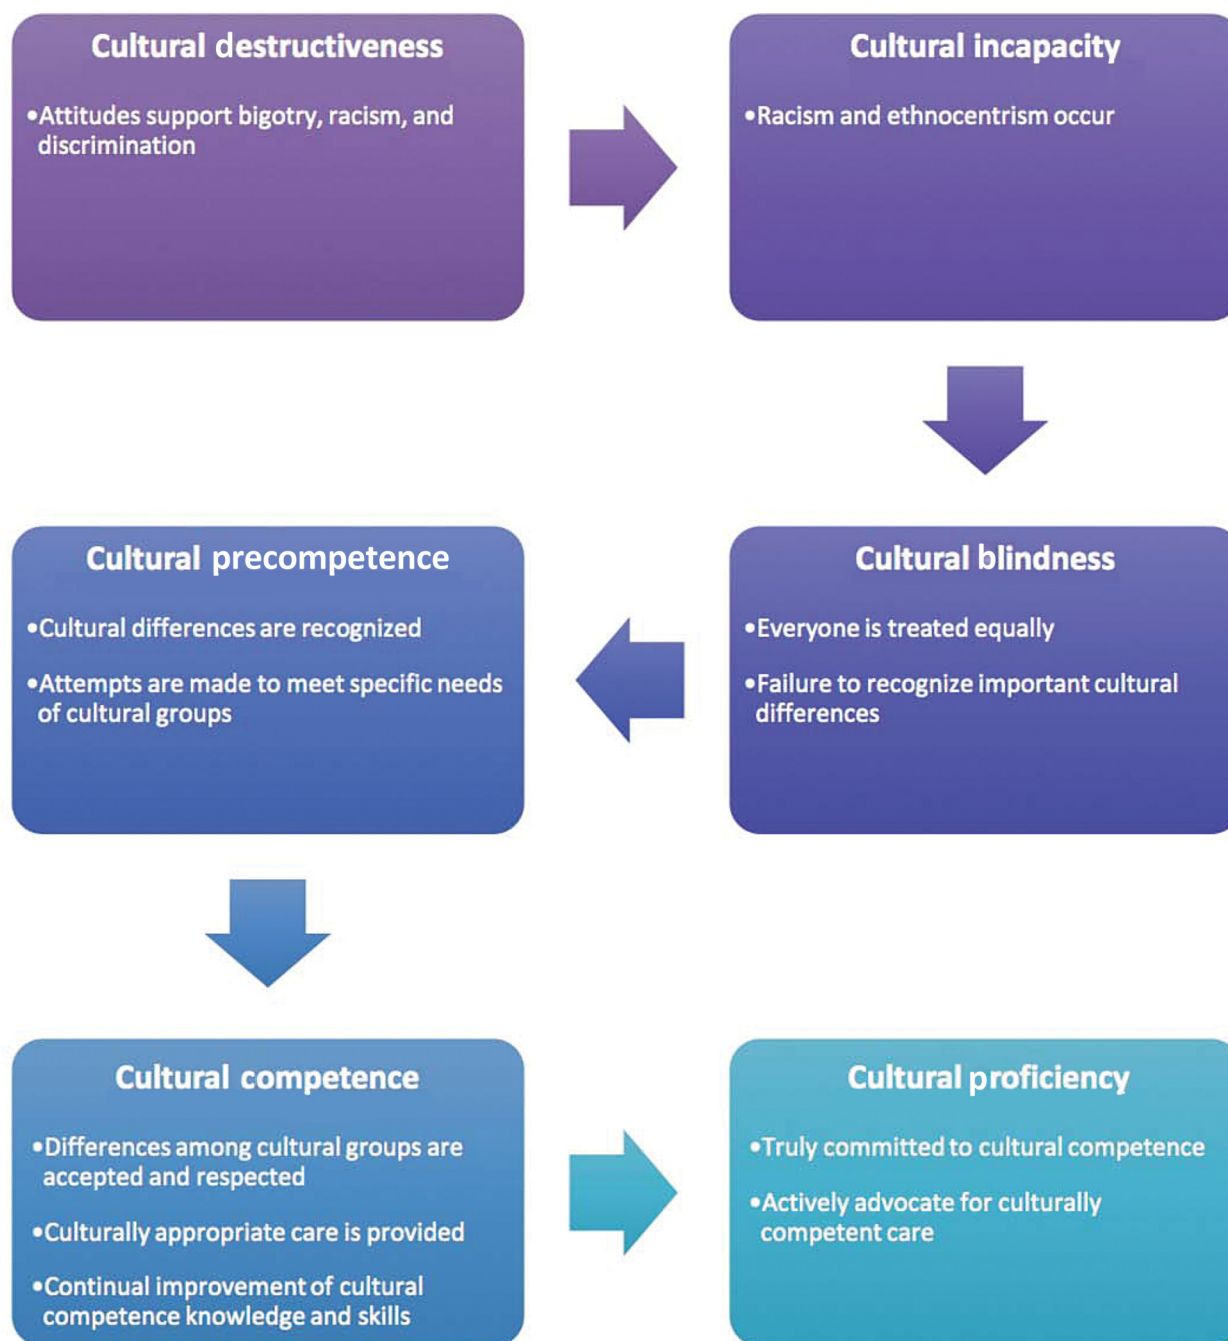 Cultural destructiveness
•Attitudes support bigotry, racism, and
discrimination
Cultural incapacity
•Racism and ethnocentrism occur
Cultural blindness
•Everyone is treated equally
•Failure to recognize important cultural
differences
Cultural precompetence
•Cultural differences are recognized
•Attempts are made to meet specific needs
of cultural groups
Cultural competence
•Differences among cultural groups are
accepted and respected
•Culturally appropriate care is provided
•Continual improvement of cultural
competence knowledge and skills
Cultural proficiency
•Truly committed to cultural competence
•Actively advocate for culturally
competent care